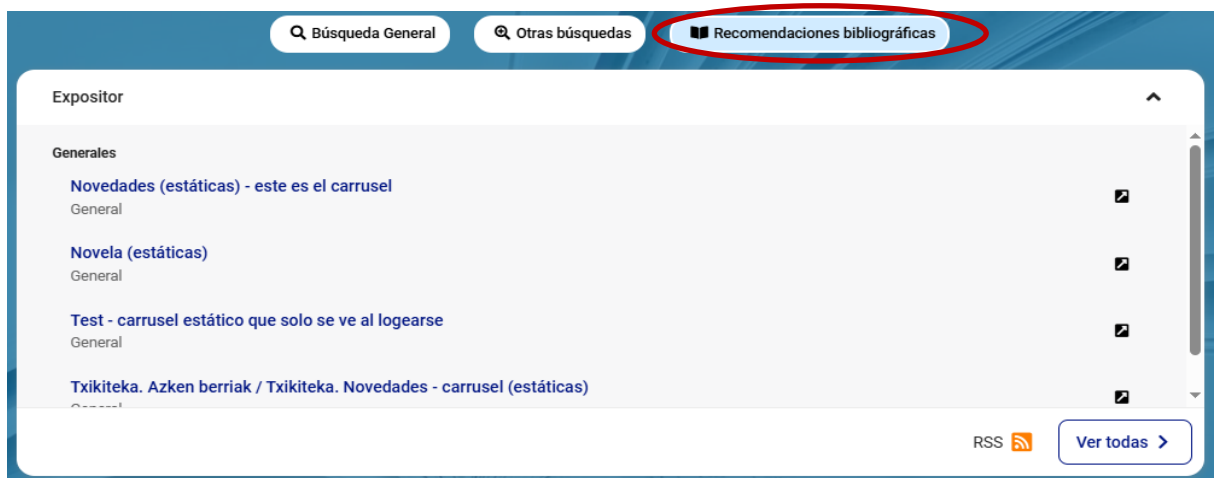 Búsqueda General Otras búsquedas Recomendaciones bibliográficas
Expositor
Generales
Novedades (estáticas) - este es el carrusel
General
Novela (estáticas)
General
Test - carrusel estático que solo se ve al logearse
General
Txikiteka. Azken berriak / Txikiteka. Novedades - carrusel (estáticas)
General
RSS Ver todas